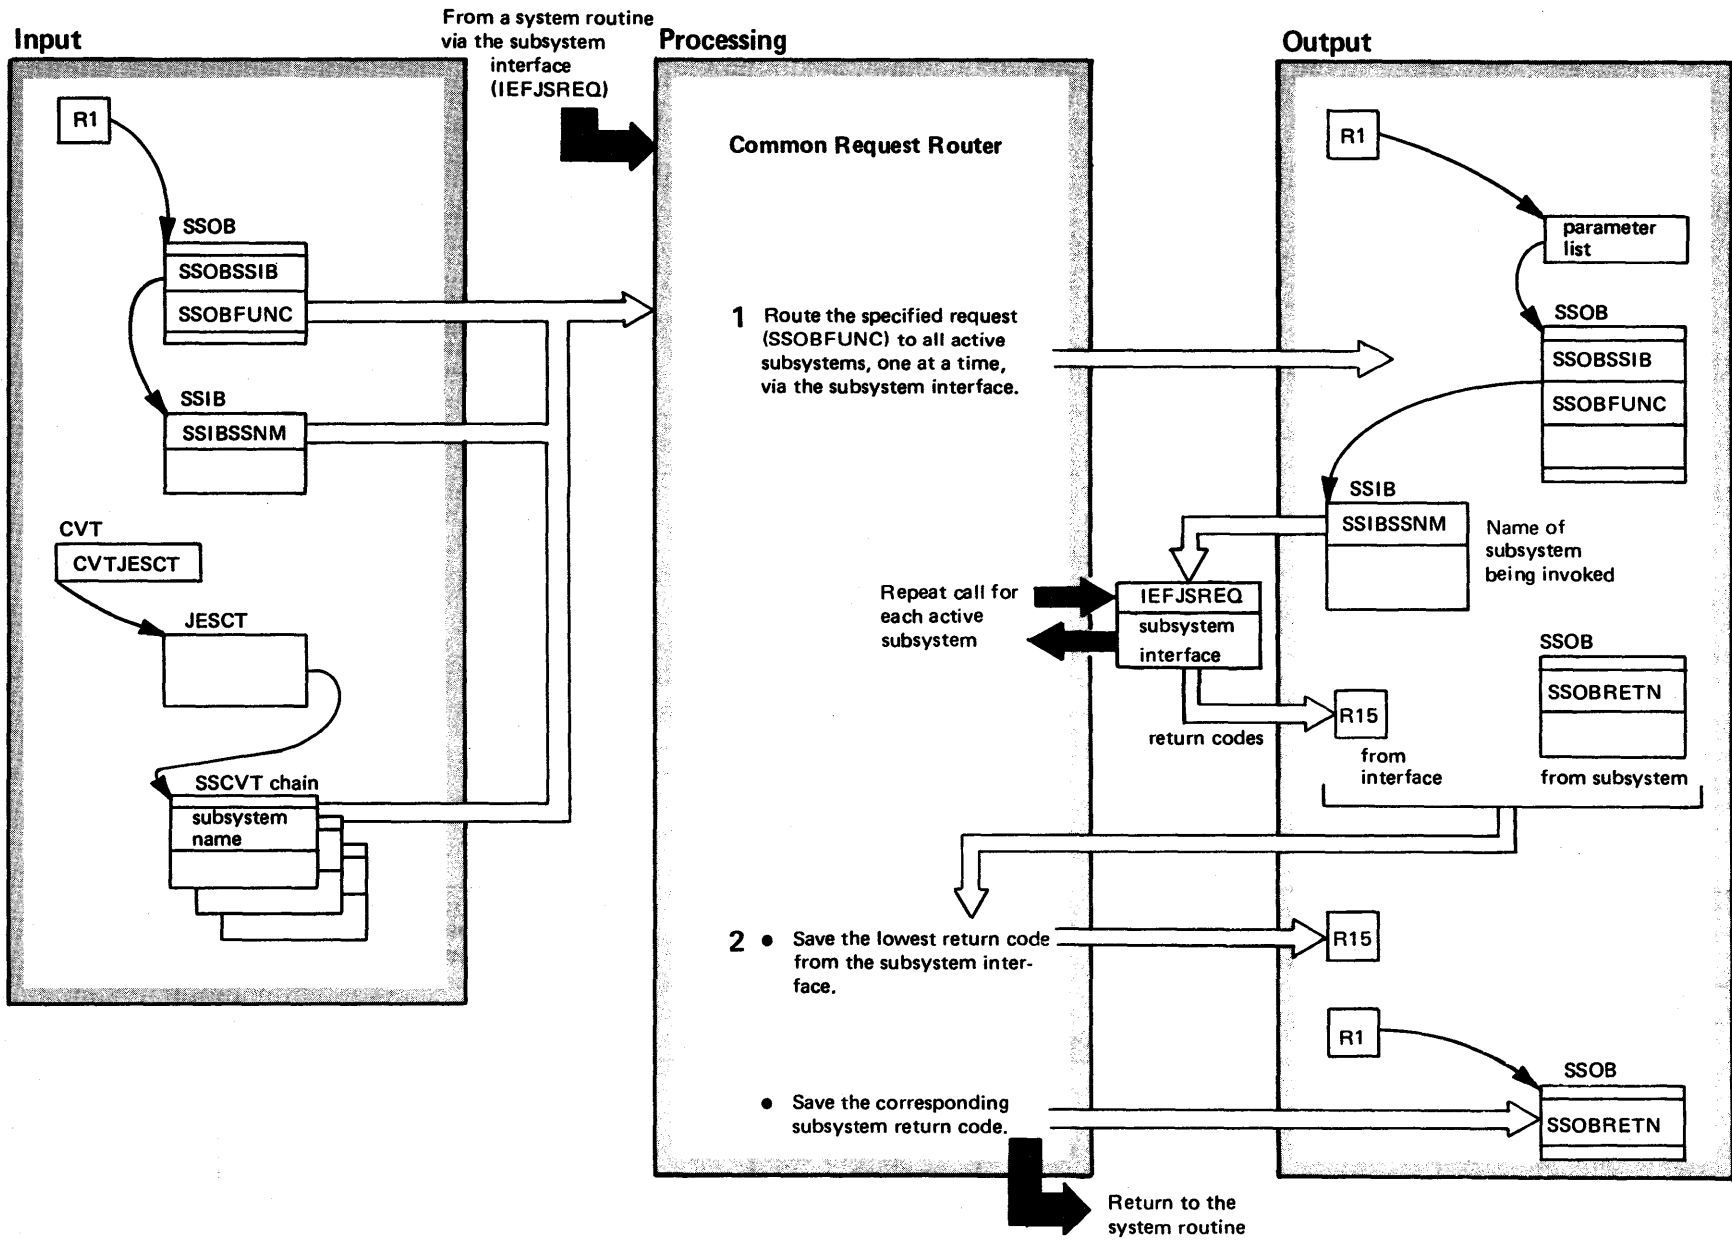 Input
From a system routine
via the subsystem
interface
(IEFJSREQ)
Processing
Output
R1
SSOB
SSOBSSIB
SSOBFUNC
SSIB
SSIBSSNM
CVT
CVTJESCT
JESCT
SSCVT chain
subsystem
name
Common Request Router
1 Route the specified request
(SSOBFUNC) to all active
subsystems, one at a time,
via the subsystem interface.
Repeat call for
each active
subsystem
IEFJSREQ
subsystem
interface
return codes
2 ● Save the lowest return code
from the subsystem inter-
face.
● Save the corresponding
subsystem return code.
Return to the
system routine
R1
parameter
list
SSOB
SSOBSSIB
SSOBFUNC
SSIB
SSIBSSNM
Name of
subsystem
being invoked
SSOB
SSOBRETN
R15
from
interface
from subsystem
R15
R1
SSOB
SSOBRETN